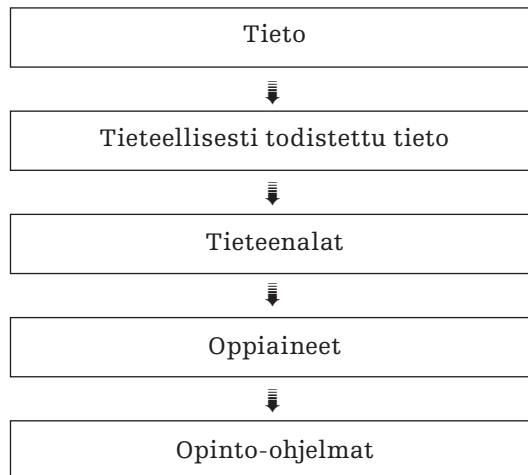 Tieto
Tieteellisesti todistettu tieto
Tieteenalat
Oppiaineet
Opinto-ohjelmat